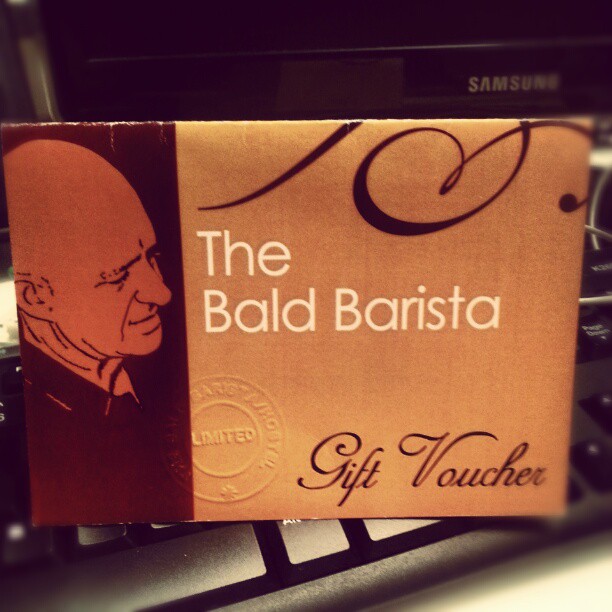 SAMSUNG
The
Bald Barista
LIMITED
Gift Voucher